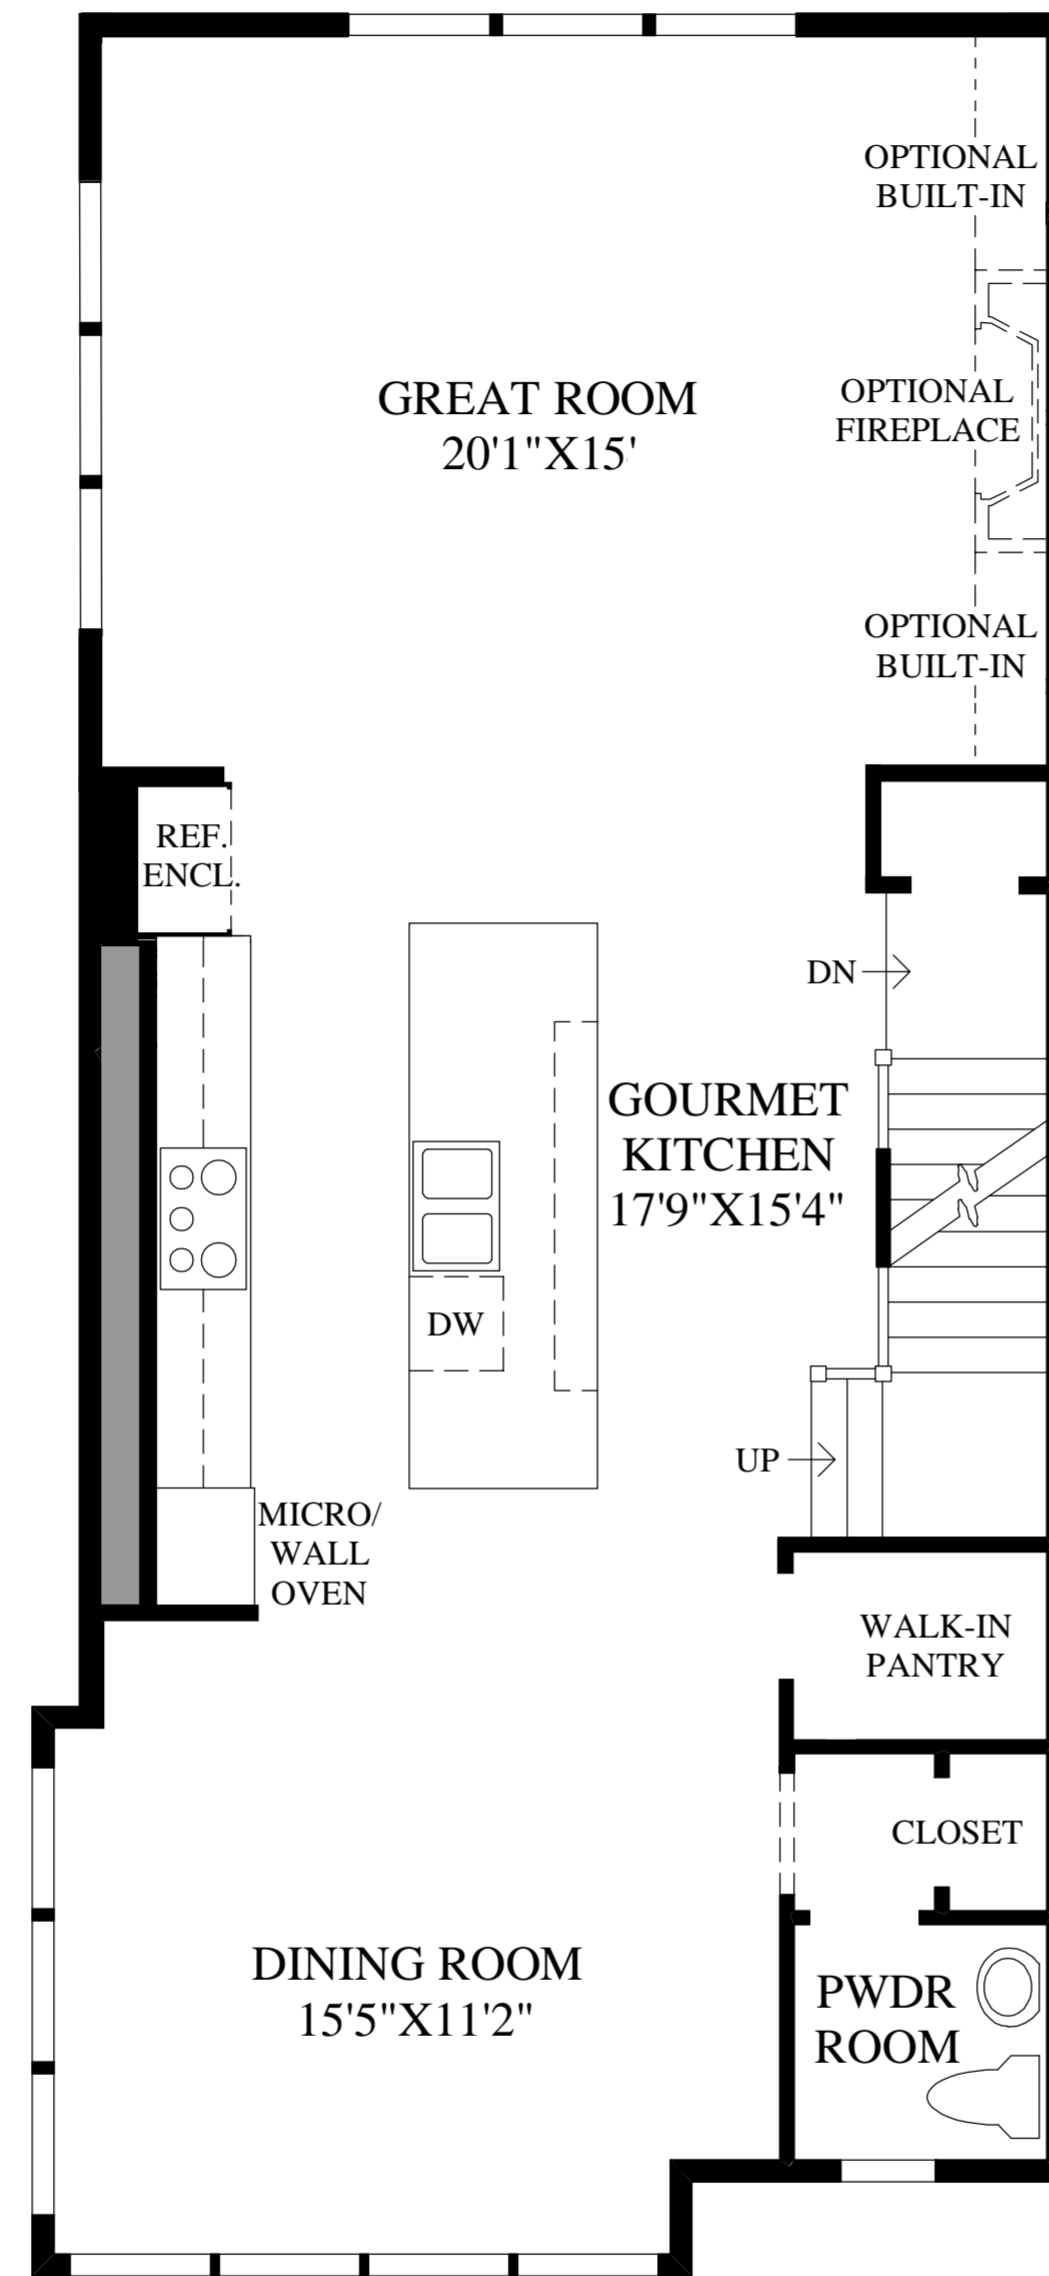 OPTIONAL
BUILT-IN
GREAT ROOM
20'1"X15'
OPTIONAL
FIREPLACE
OPTIONAL
BUILT-IN
REF.
ENCL.
DN
GOURMET
KITCHEN
17'9"X15'4"
DW
UP
MICRO/
WALL
OVEN
WALK-IN
PANTRY
CLOSET
DINING ROOM
15'5"X11'2"
PWDR
ROOM